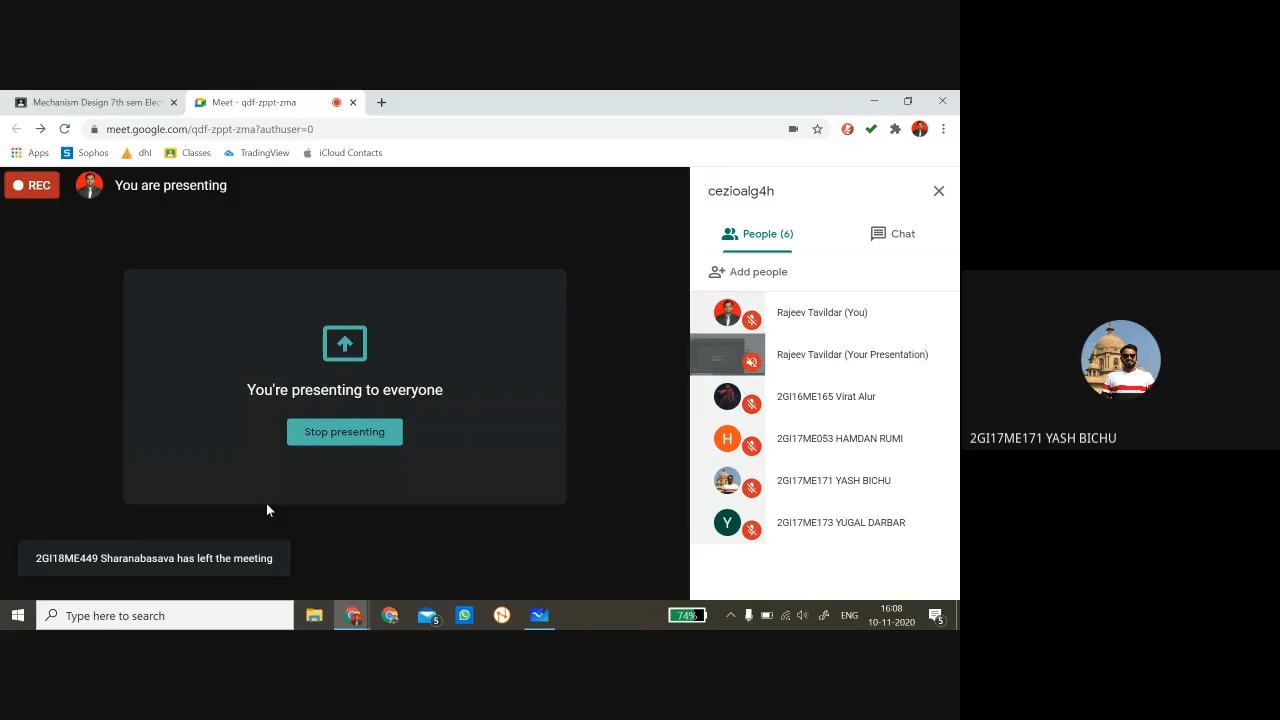 Mechanism Design 7th sem Elect
Meet - qdf-zppt-zma
meet.google.com/qdf-zppt-zma?authuser=0
Apps
Sophos
dhl
Classes
TradingView
iCloud Contacts
REC
You are presenting
You're presenting to everyone
Stop presenting
2GI18ME449 Sharanabasava has left the meeting
cezioalg4h
People (6)
Chat
Add people
Rajeev Tavildar (You)
Rajeev Tavildar (Your Presentation)
2GI16ME165 Virat Alur
H
2GI17ME053 HAMDAN RUMI
2GI17ME171 YASH BICHU
Y
2GI17ME173 YUGAL DARBAR
2GI17ME171 YASH BICHU
Type here to search
5
74%
ENG
16:08
10-11-2020
5